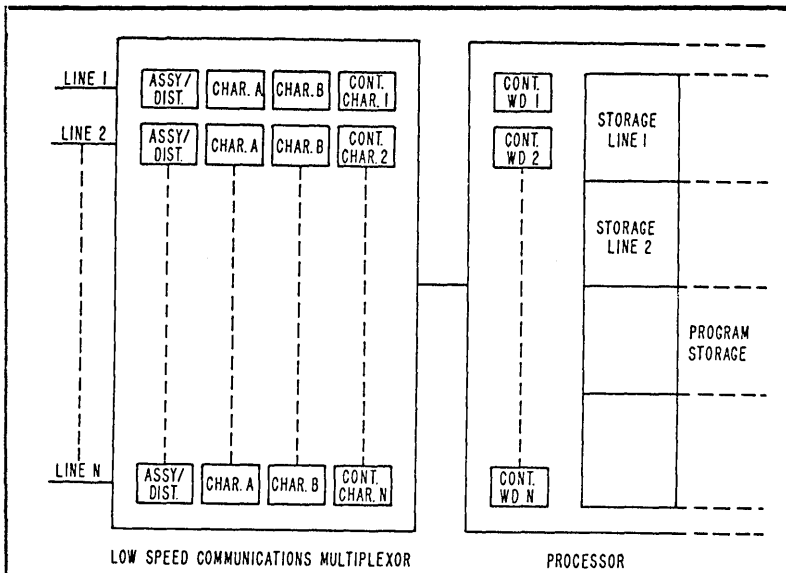 LINE 1
ASSY/
DIST.
CHAR. A
CHAR. B
CONT.
CHAR. 1
CONT.
WD 1
STORAGE
LINE 1
LINE 2
ASSY/
DIST.
CHAR. A
CHAR. B
CONT.
CHAR. 2
CONT.
WD 2
STORAGE
LINE 2
PROGRAM
STORAGE
LINE N
ASSY/
DIST.
CHAR. A
CHAR. B
CONT.
CHAR. N
CONT.
WD N
LOW SPEED COMMUNICATIONS MULTIPLEXOR
PROCESSOR